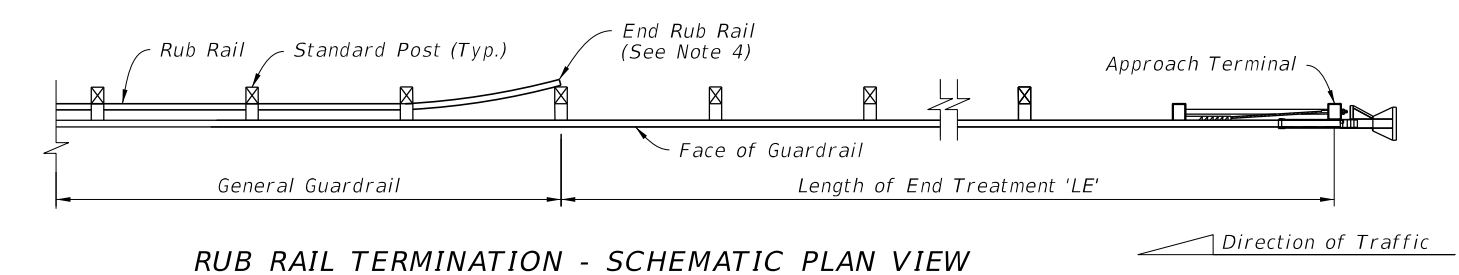 End Rub Rail
(See Note 4)
Rub Rail
Standard Post (Typ.)
Approach Terminal
Face of Guardrail
General Guardrail
Length of End Treatment 'LE'
Direction of Traffic
RUB RAIL TERMINATION - SCHEMATIC PLAN VIEW